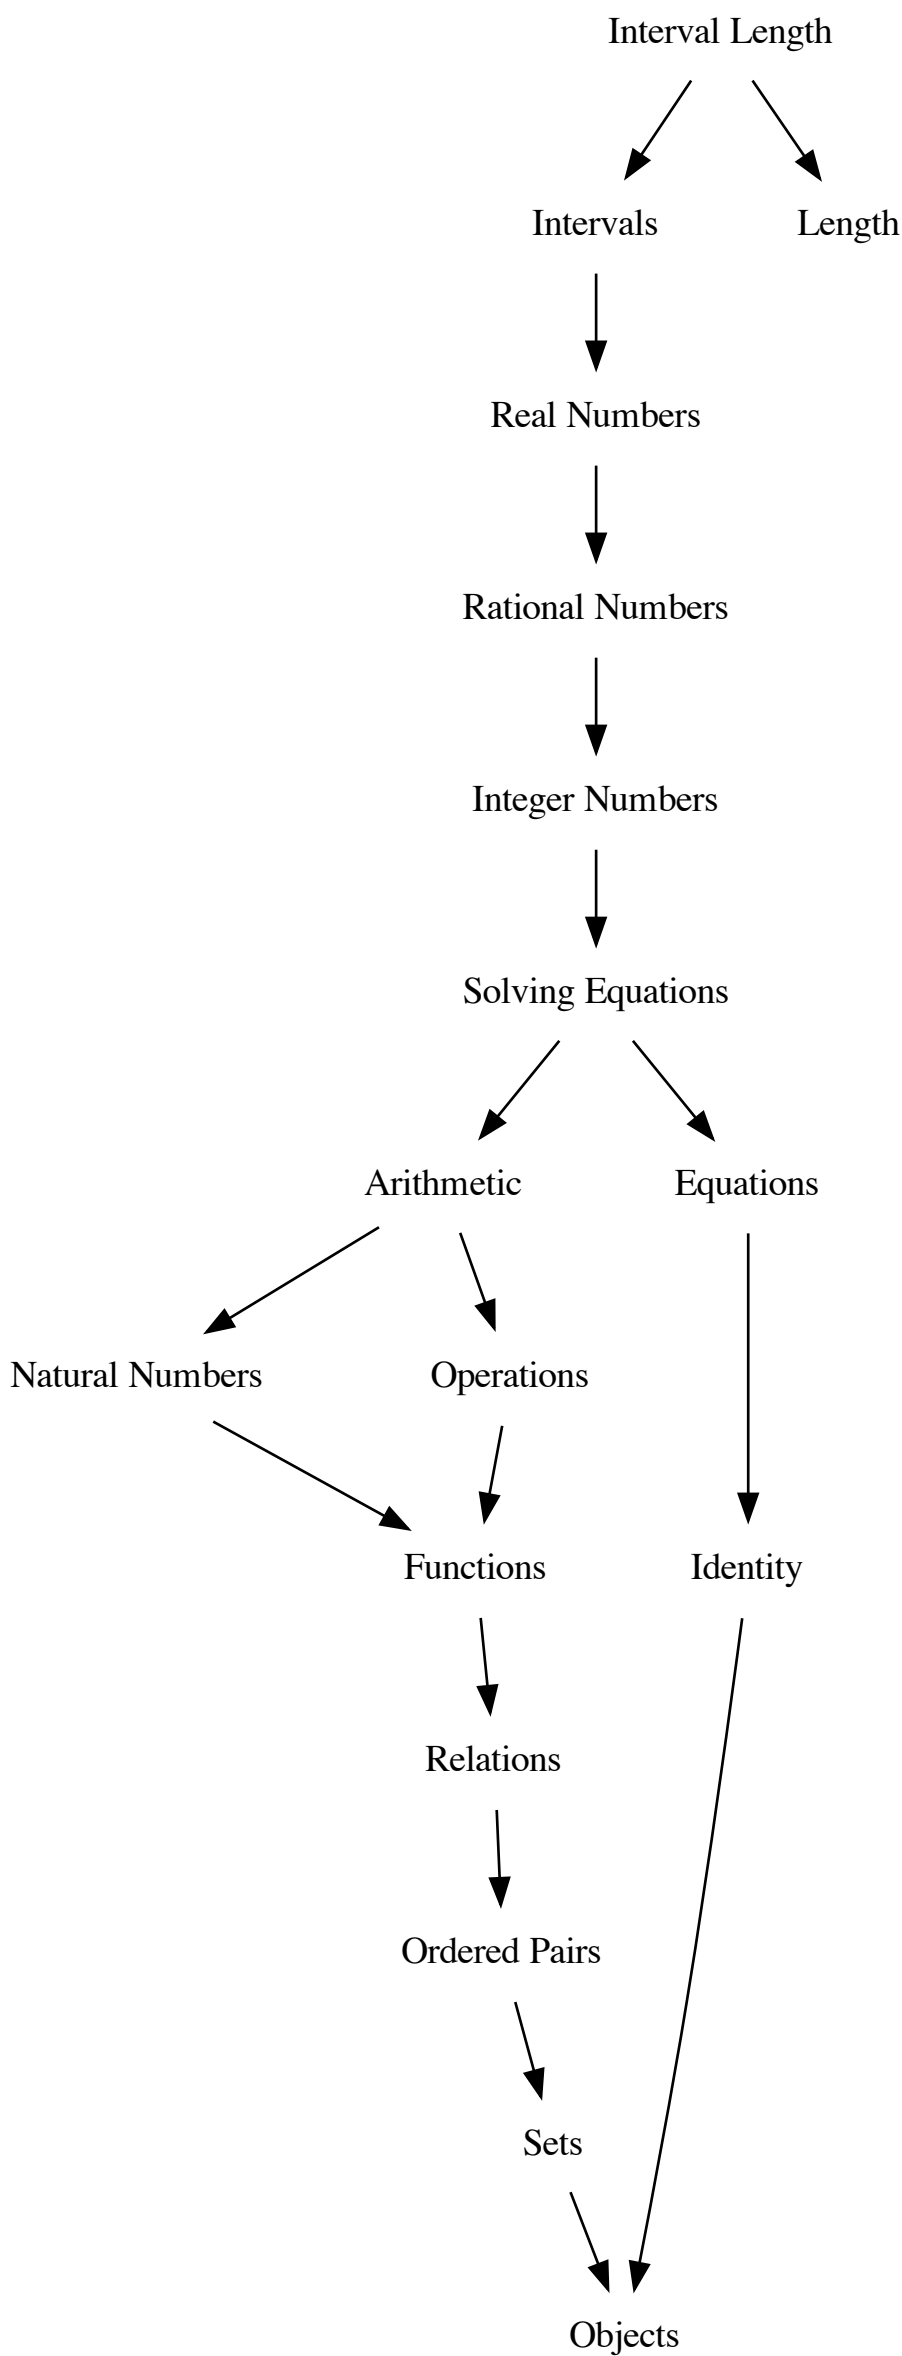 Interval Length
Intervals
Length
Real Numbers
Rational Numbers
Integer Numbers
Solving Equations
Arithmetic
Equations
Natural Numbers
Operations
Functions
Identity
Relations
Ordered Pairs
Sets
Objects